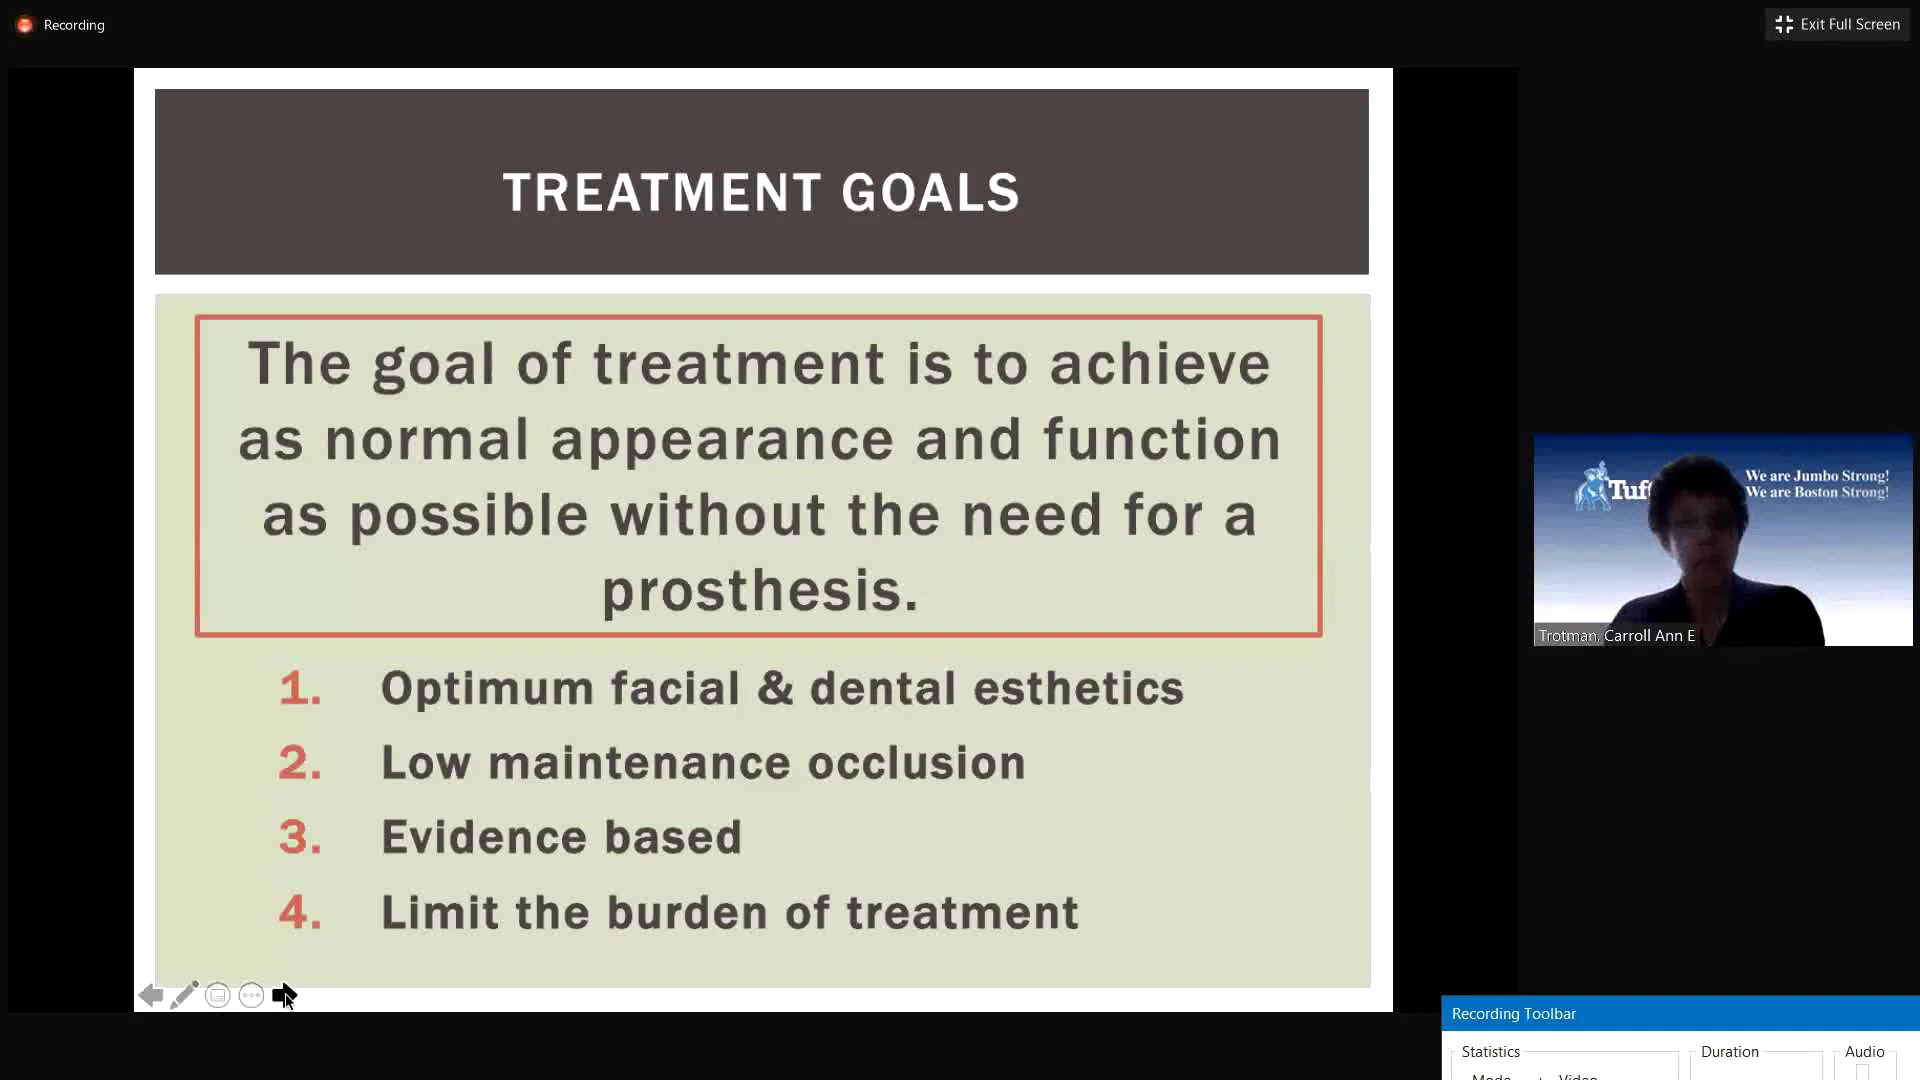 Recording
Exit Full Screen
TREATMENT GOALS
The goal of treatment is to achieve
as normal appearance and function
as possible without the need for a
prosthesis.
1. Optimum facial & dental esthetics
2. Low maintenance occlusion
3. Evidence based
4. Limit the burden of treatment
Tuf
We are Jumbo Strong!
We are Boston Strong!
Trotman, Carroll Ann E
Recording Toolbar
Statistics
Duration
Audio
Mode
Video